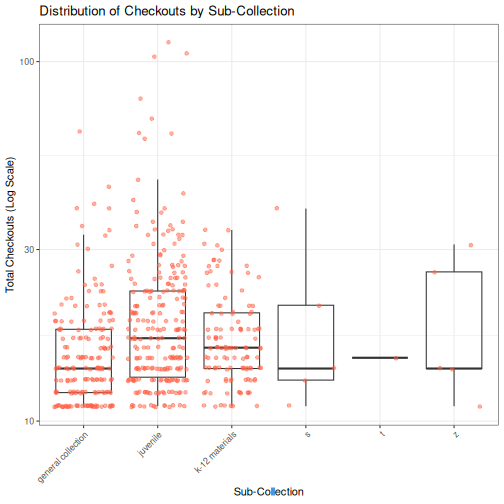 Distribution of Checkouts by Sub-Collection
Total Checkouts (Log Scale)
100
30
10
general collection
juvenile
k-12 materials
s
t
z
Sub-Collection